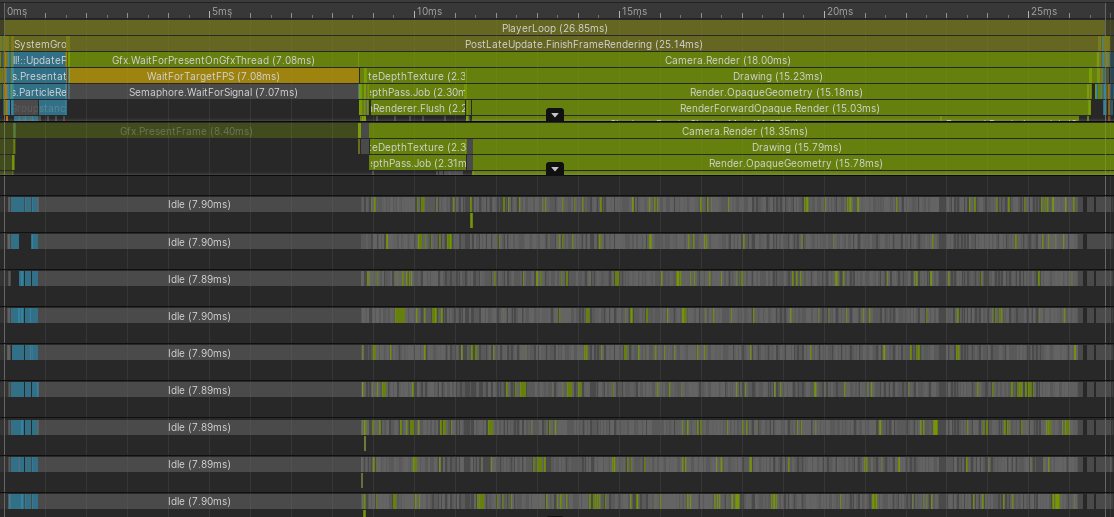 0ms 5ms 10ms 15ms 20ms 25ms
PlayerLoop (26.85ms)
SystemGro PostLateUpdate.FinishFrameRendering (25.14ms)
::UpdateF Gfx.WaitForPresentOnGfxThread (7.08ms) Camera.Render (18.00ms)
s.Presentat WaitForTargetFPS (7.08ms) teDepthTexture (2.3 Drawing (15.23ms)
s.ParticleRe Semaphore.WaitForSignal (7.07ms) epthPass.Job (2.30m Render.OpaqueGeometry (15.18ms)
Renderer.Flush (2.2 RenderForwardOpaque.Render (15.03ms)
Gfx.PresentFrame (8.40ms) Camera.Render (18.35ms)
eDepthTexture (2.3 Drawing (15.79ms)
epthPass.Job (2.31m Render.OpaqueGeometry (15.78ms)
Idle (7.90ms)
Idle (7.90ms)
Idle (7.89ms)
Idle (7.90ms)
Idle (7.90ms)
Idle (7.89ms)
Idle (7.89ms)
Idle (7.89ms)
Idle (7.90ms)